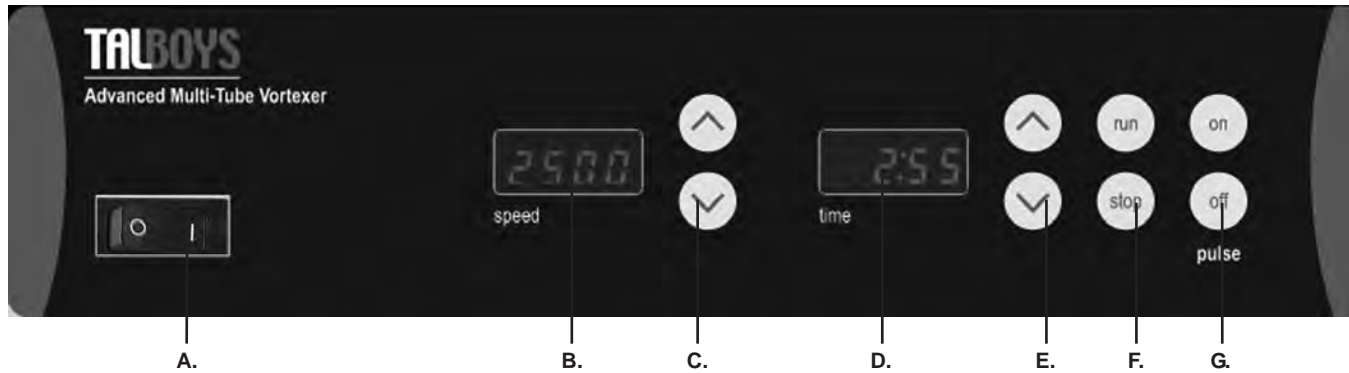 TALBOYS
Advanced Multi-Tube Vortexer
O I
2500
speed
2:55
time
run on
stop off
pulse
A. B. C. D. E. F. G.